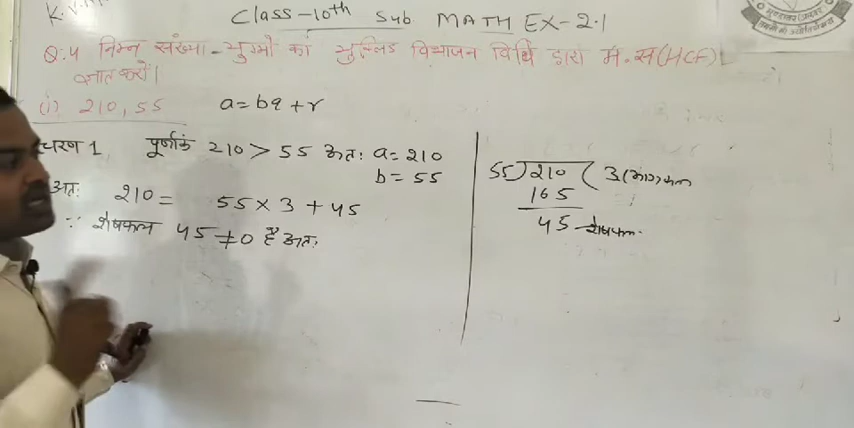 Class-10th Sub MATH EX-2.1
Q.4 निम्न संख्या-युग्मों का युक्लिड विभाजन विधि द्वारा म.स(HCF)
ज्ञात करो।
(i) 210, 55 a=bq+r
चरण 1 पूर्णांक 210 > 55 अतः a=210
b = 55
अतः 210 = 55 × 3 + 45
∵ शेषफल 45 ≠ 0 है अतः
55) 210 ( 3 (भागफल
165
45 शेषफल